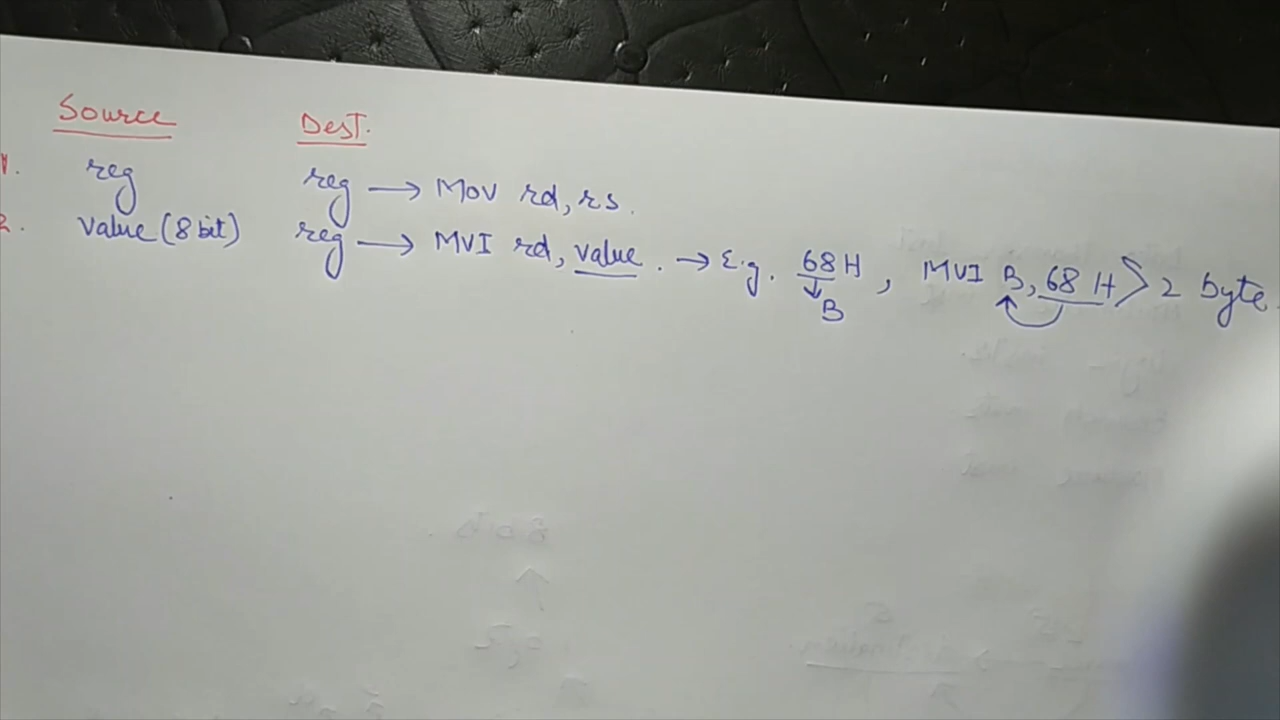 Source Dest.
1. reg reg → Mov rd, rs.
2. value (8 bit) reg → MVI rd, value. → E.g. 68H, MVI B, 68 H > 2 byte.
B